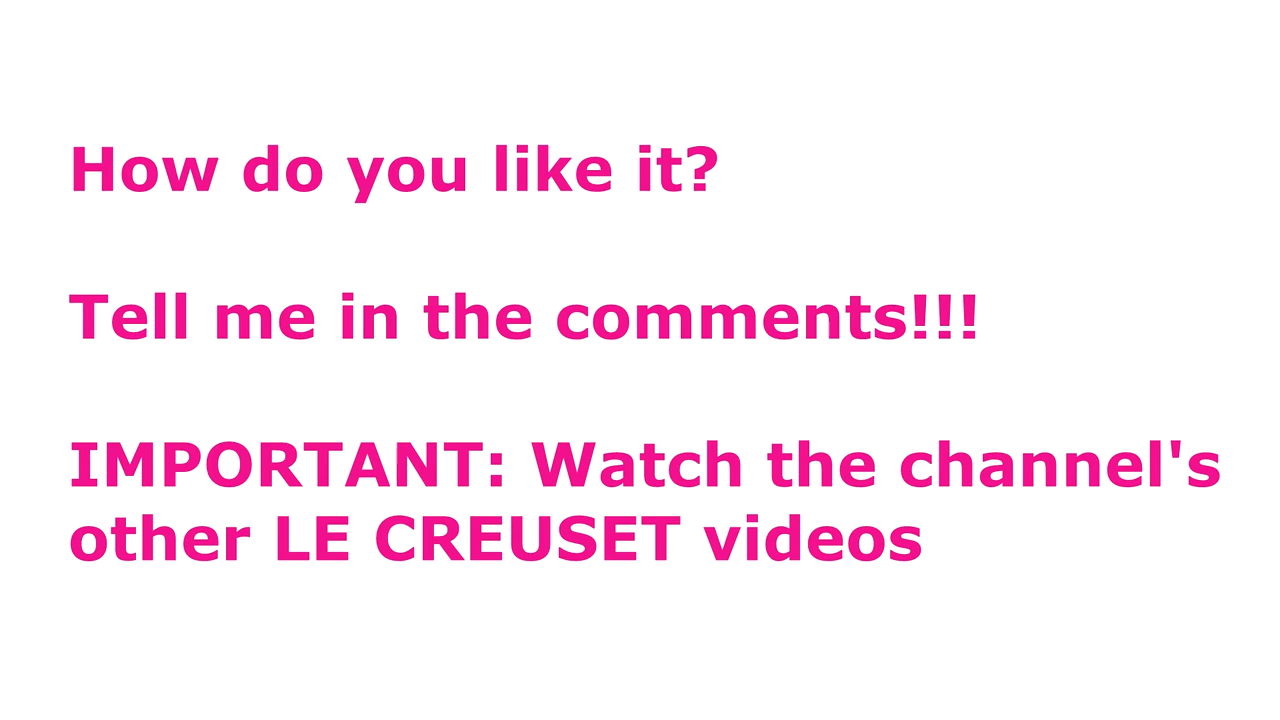 How do you like it?
Tell me in the comments!!!
IMPORTANT: Watch the channel's
other LE CREUSET videos